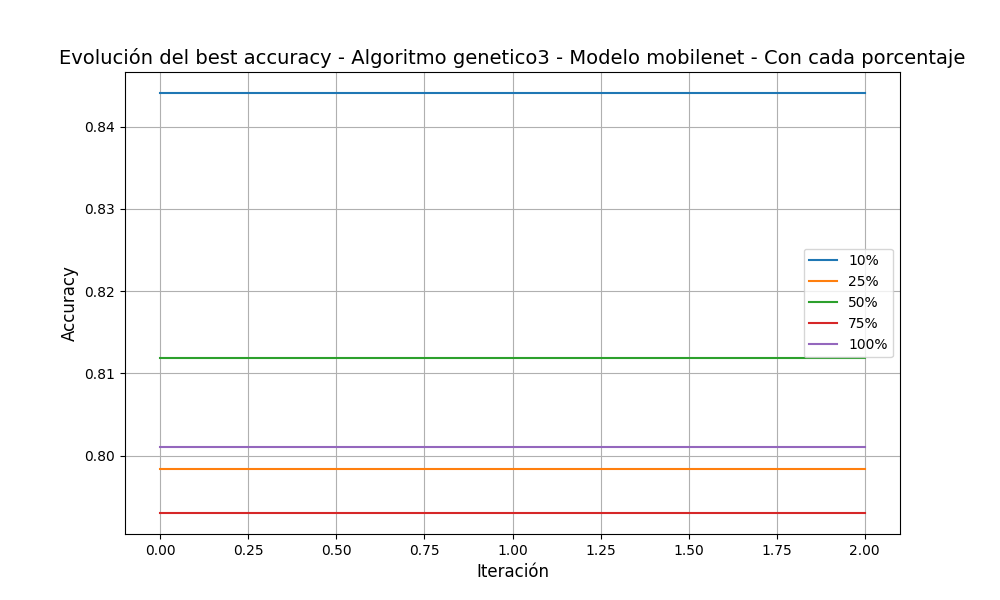 Evolución del best accuracy - Algoritmo genetico3 - Modelo mobilenet - Con cada porcentaje
Accuracy
0.84
0.83
0.82
0.81
0.80
10%
25%
50%
75%
100%
0.00 0.25 0.50 0.75 1.00 1.25 1.50 1.75 2.00
Iteración